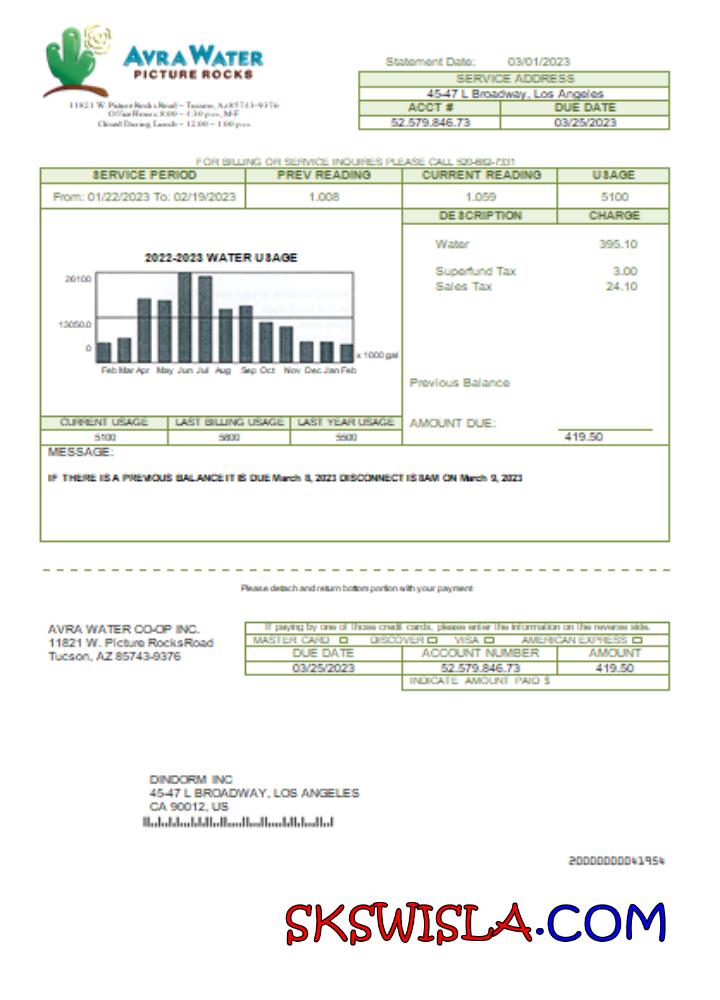 AVRA WATER
PICTURE ROCKS
11821 W. Picture Rocks Road – Tucson, Az 85743-9376
Office Hours: 8:00 – 4:30 p.m., M-F
Closed During Lunch – 12:00 – 1:00 p.m.
Statement Date: 03/01/2023
SERVICE ADDRESS
45-47 L Broadway, Los Angeles
ACCT # DUE DATE
52.579.846.73 03/25/2023
FOR BILLING OR SERVICE INQUIRES PLEASE CALL 520-682-7331
SERVICE PERIOD PREV READING CURRENT READING USAGE
From: 01/22/2023 To: 02/19/2023 1.008 1.059 5100
DESCRIPTION CHARGE
Water 395.10
Superfund Tax 3.00
Sales Tax 24.10
2022-2023 WATER USAGE
26100
13050.0
0
x 1000 gal
Feb Mar Apr May Jun Jul Aug Sep Oct Nov Dec Jan Feb
Previous Balance
AMOUNT DUE:
419.50
CURRENT USAGE LAST BILLING USAGE LAST YEAR USAGE
5100 5800 5500
MESSAGE:
IF THERE IS A PREVIOUS BALANCE IT IS DUE March 8, 2023 DISCONNECT IS 8AM ON March 9, 2023
Please detach and return bottom portion with your payment
AVRA WATER CO-OP INC.
11821 W. Picture RocksRoad
Tucson, AZ 85743-9376
If paying by one of those credit cards, please enter the information on the reverse side.
MASTER CARD DISCOVER VISA AMERICAN EXPRESS
DUE DATE ACCOUNT NUMBER AMOUNT
03/25/2023 52.579.846.73 419.50
INDICATE AMOUNT PAID $
DINDORM INC
45-47 L BROADWAY, LOS ANGELES
CA 90012, US
20000000041954
SKSWISLA.COM